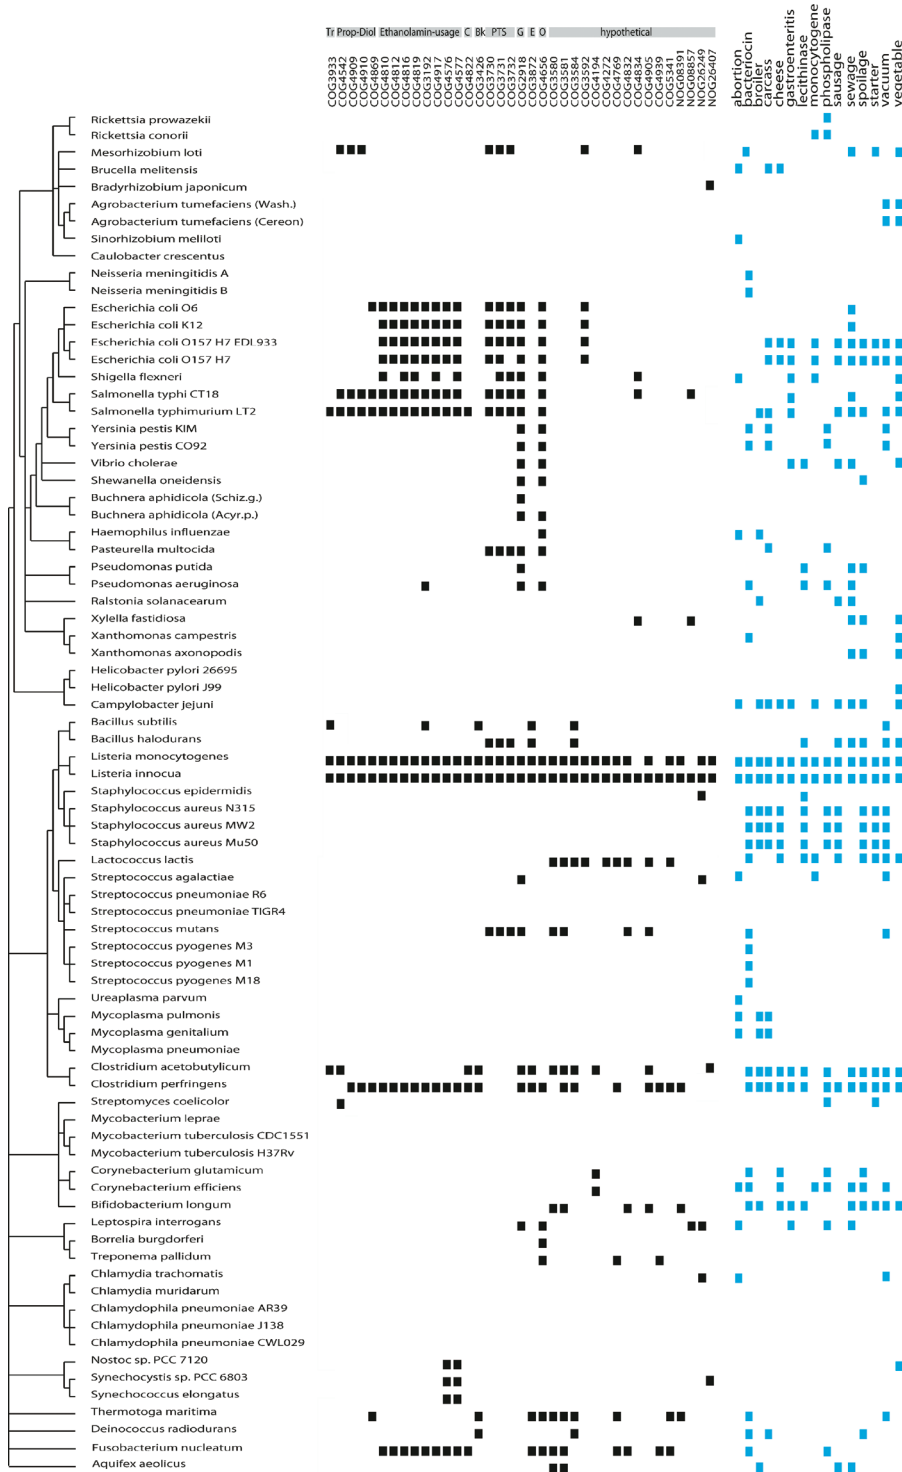 Tr Prop-Diol Ethanolamin-usage C Bk PTS G E O hypothetical
COG3933
COG4542
COG4909
COG4910
COG4869
COG4810
COG4812
COG4816
COG4819
COG3192
COG4917
COG4576
COG4577
COG4822
COG3426
COG3730
COG3731
COG3732
COG2918
COG3872
COG4656
COG3580
COG3581
COG3584
COG3592
COG4194
COG4272
COG4769
COG4832
COG4834
COG4905
COG4939
COG5341
NOG08391
NOG08857
NOG25249
NOG26407
abortion
bacteriocin
broiler
carcass
cheese
gastroenteritis
lecithinase
monocytogene
phospholipase
sausage
sewage
spoilage
starter
vacuum
vegetable
Rickettsia prowazekii
Rickettsia conorii
Mesorhizobium loti
Brucella melitensis
Bradyrhizobium japonicum
Agrobacterium tumefaciens (Wash.)
Agrobacterium tumefaciens (Cereon)
Sinorhizobium meliloti
Caulobacter crescentus
Neisseria meningitidis A
Neisseria meningitidis B
Escherichia coli O6
Escherichia coli K12
Escherichia coli O157 H7 EDL933
Escherichia coli O157 H7
Shigella flexneri
Salmonella typhi CT18
Salmonella typhimurium LT2
Yersinia pestis KIM
Yersinia pestis CO92
Vibrio cholerae
Shewanella oneidensis
Buchnera aphidicola (Schiz.g.)
Buchnera aphidicola (Acyr.p.)
Haemophilus influenzae
Pasteurella multocida
Pseudomonas putida
Pseudomonas aeruginosa
Ralstonia solanacearum
Xylella fastidiosa
Xanthomonas campestris
Xanthomonas axonopodis
Helicobacter pylori 26695
Helicobacter pylori J99
Campylobacter jejuni
Bacillus subtilis
Bacillus halodurans
Listeria monocytogenes
Listeria innocua
Staphylococcus epidermidis
Staphylococcus aureus N315
Staphylococcus aureus MW2
Staphylococcus aureus Mu50
Lactococcus lactis
Streptococcus agalactiae
Streptococcus pneumoniae R6
Streptococcus pneumoniae TIGR4
Streptococcus mutans
Streptococcus pyogenes M3
Streptococcus pyogenes M1
Streptococcus pyogenes M18
Ureaplasma parvum
Mycoplasma pulmonis
Mycoplasma genitalium
Mycoplasma pneumoniae
Clostridium acetobutylicum
Clostridium perfringens
Streptomyces coelicolor
Mycobacterium leprae
Mycobacterium tuberculosis CDC1551
Mycobacterium tuberculosis H37Rv
Corynebacterium glutamicum
Corynebacterium efficiens
Bifidobacterium longum
Leptospira interrogans
Borrelia burgdorferi
Treponema pallidum
Chlamydia trachomatis
Chlamydia muridarum
Chlamydophila pneumoniae AR39
Chlamydophila pneumoniae J138
Chlamydophila pneumoniae CWL029
Nostoc sp. PCC 7120
Synechocystis sp. PCC 6803
Synechococcus elongatus
Thermotoga maritima
Deinococcus radiodurans
Fusobacterium nucleatum
Aquifex aeolicus